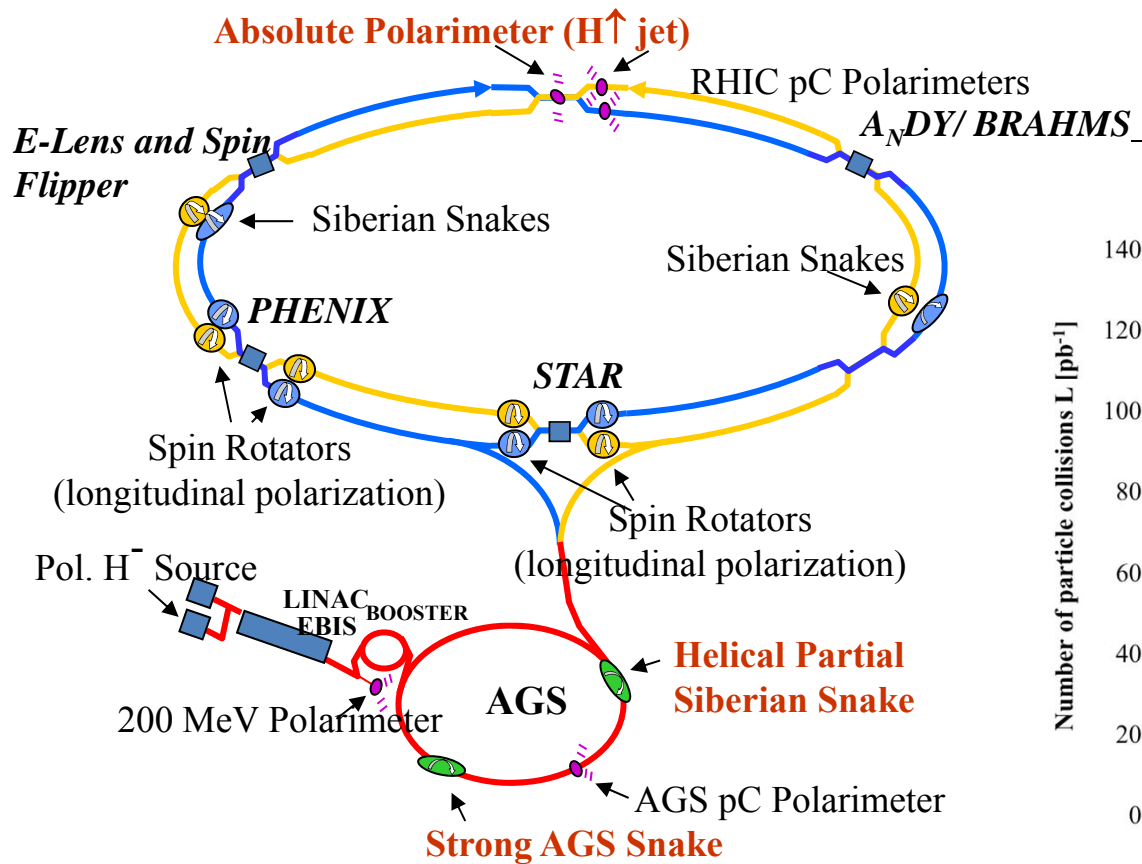 Absolute Polarimeter (H↑ jet)
RHIC pC Polarimeters
A_NDY/ BRAHMS_
E-Lens and Spin
Flipper
Siberian Snakes
Siberian Snakes
PHENIX
STAR
Spin Rotators
(longitudinal polarization)
Spin Rotators
(longitudinal polarization)
Pol. H⁻ Source
LINAC
BOOSTER
EBIS
200 MeV Polarimeter
AGS
Helical Partial
Siberian Snake
AGS pC Polarimeter
Strong AGS Snake
Number of particle collisions L [pb⁻¹]
140
120
100
80
60
40
20
0